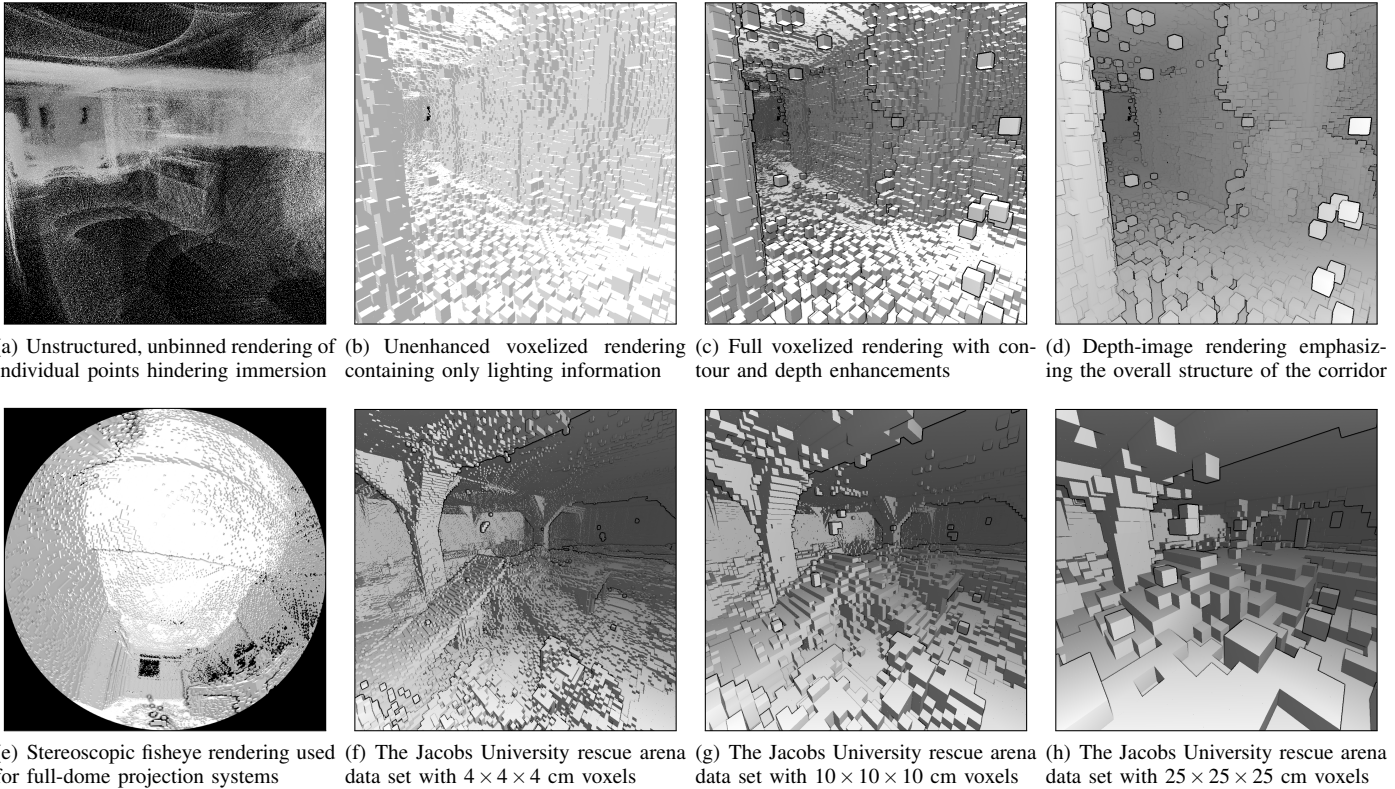 (a) Unstructured, unbinned rendering of
individual points hindering immersion
(b) Unenhanced voxelized rendering
containing only lighting information
(c) Full voxelized rendering with con-
tour and depth enhancements
(d) Depth-image rendering emphasiz-
ing the overall structure of the corridor
(e) Stereoscopic fisheye rendering used
for full-dome projection systems
(f) The Jacobs University rescue arena
data set with 4 × 4 × 4 cm voxels
(g) The Jacobs University rescue arena
data set with 10 × 10 × 10 cm voxels
(h) The Jacobs University rescue arena
data set with 25 × 25 × 25 cm voxels